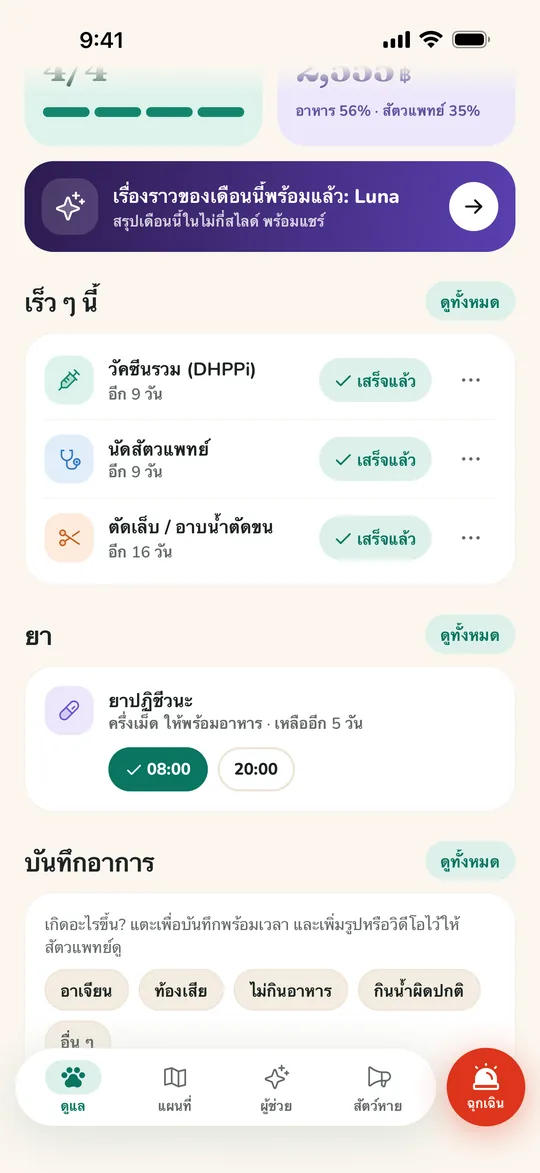 9:41
4/4
2,555 ฿
อาหาร 56% · สัตวแพทย์ 35%
เรื่องราวของเดือนนี้พร้อมแล้ว: Luna
สรุปเดือนนี้ในไม่กี่สไลด์ พร้อมแชร์
เร็ว ๆ นี้
ดูทั้งหมด
วัคซีนรวม (DHPPi)
อีก 9 วัน
เสร็จแล้ว
นัดสัตวแพทย์
อีก 9 วัน
เสร็จแล้ว
ตัดเล็บ / อาบน้ำตัดขน
อีก 16 วัน
เสร็จแล้ว
ยา
ดูทั้งหมด
ยาปฏิชีวนะ
ครึ่งเม็ด ให้พร้อมอาหาร · เหลืออีก 5 วัน
08:00
20:00
บันทึกอาการ
ดูทั้งหมด
เกิดอะไรขึ้น? แตะเพื่อบันทึกพร้อมเวลา และเพิ่มรูปหรือวิดีโอไว้ให้
สัตวแพทย์ดู
อาเจียน
ท้องเสีย
ไม่กินอาหาร
กินน้ำผิดปกติ
อื่น ๆ
ดูแล
แผนที่
ผู้ช่วย
สัตว์หาย
ฉุกเฉิน